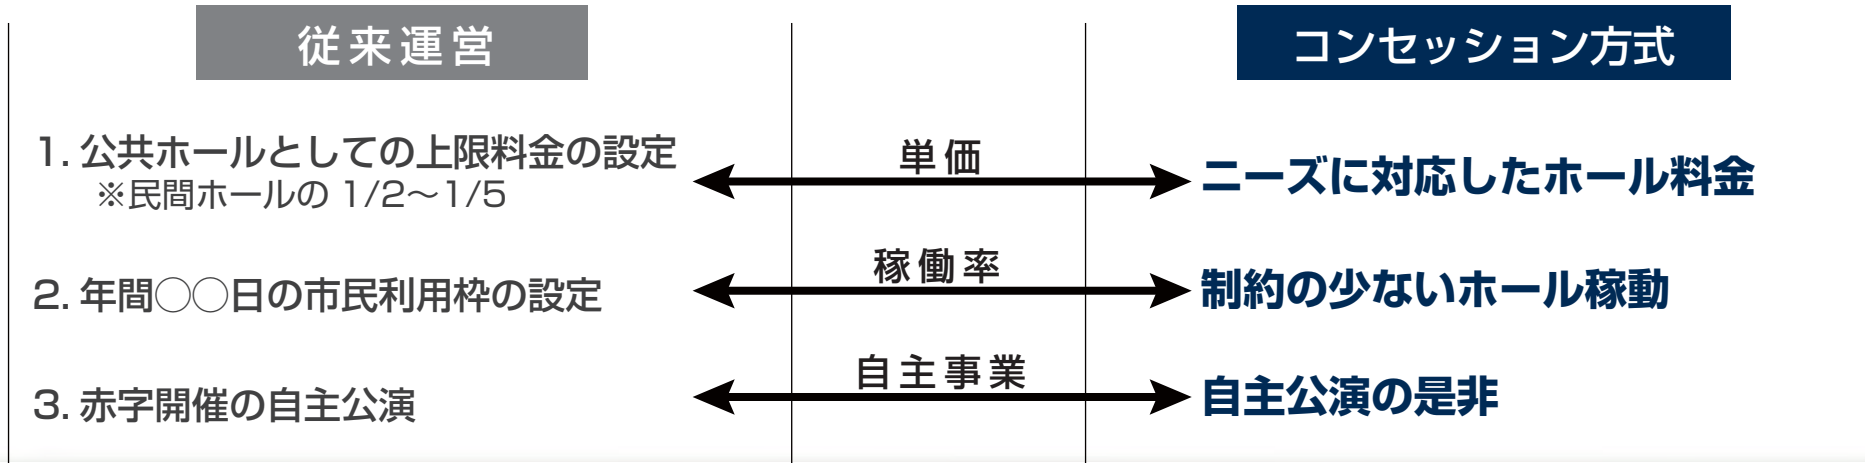 従来運営
コンセッション方式
1. 公共ホールとしての上限料金の設定
※民間ホールの 1/2～1/5
単価
ニーズに対応したホール料金
2. 年間○○日の市民利用枠の設定
稼働率
制約の少ないホール稼動
3. 赤字開催の自主公演
自主事業
自主公演の是非